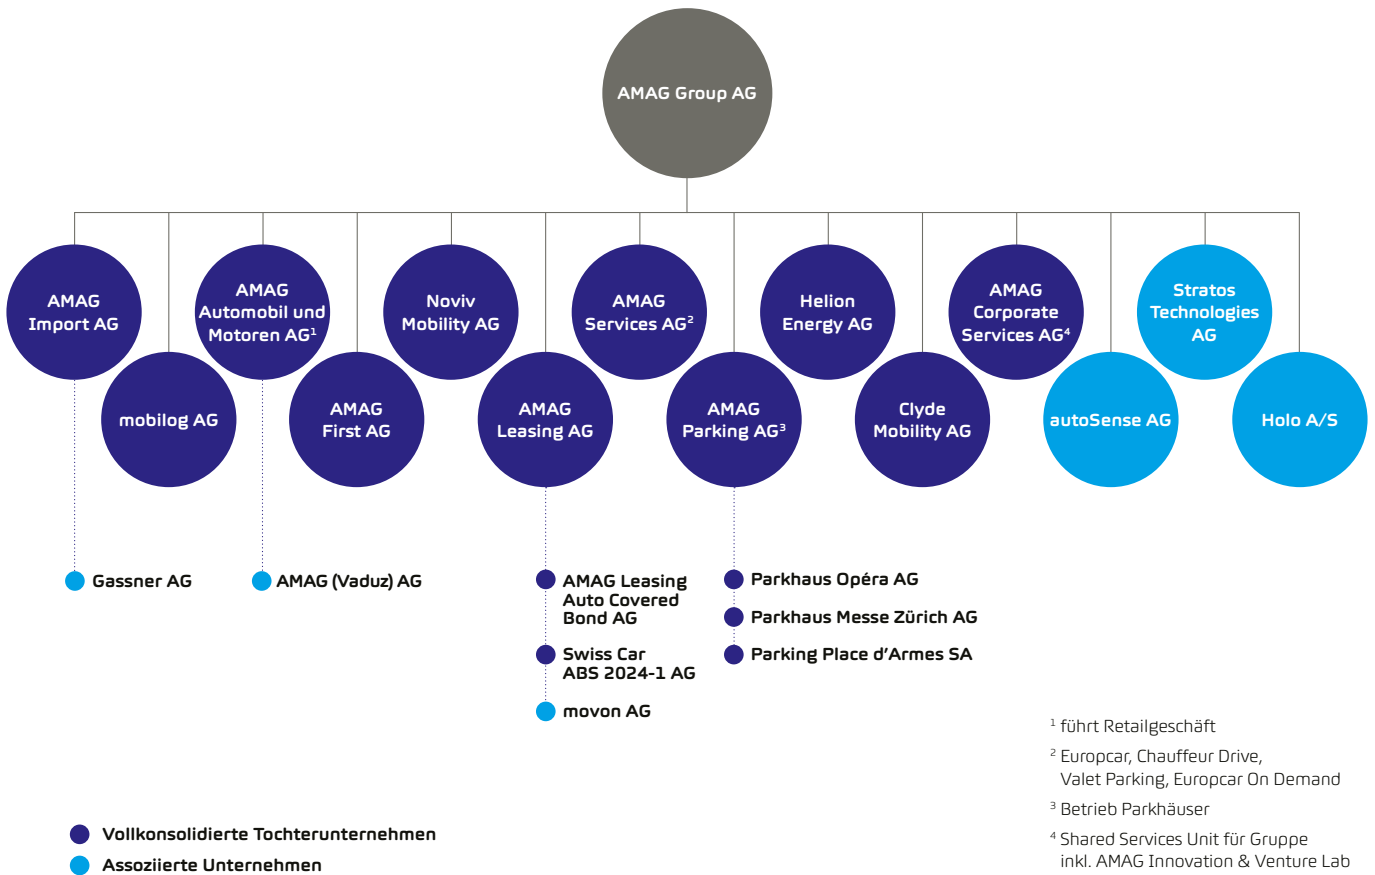 AMAG Group AG
AMAG
Import AG
mobilog AG
AMAG
Automobil und
Motoren AG¹
AMAG
First AG
Noviv
Mobility AG
AMAG
Leasing AG
AMAG
Services AG²
AMAG
Parking AG³
Helion
Energy AG
Clyde
Mobility AG
AMAG
Corporate
Services AG⁴
autoSense AG
Stratos
Technologies
AG
Holo A/S
Gassner AG
AMAG (Vaduz) AG
AMAG Leasing
Auto Covered
Bond AG
Swiss Car
ABS 2024-1 AG
movon AG
Parkhaus Opéra AG
Parkhaus Messe Zürich AG
Parking Place d'Armes SA
¹ führt Retailgeschäft
² Europcar, Chauffeur Drive,
Valet Parking, Europcar On Demand
³ Betrieb Parkhäuser
⁴ Shared Services Unit für Gruppe
inkl. AMAG Innovation & Venture Lab
Vollkonsolidierte Tochterunternehmen
Assoziierte Unternehmen